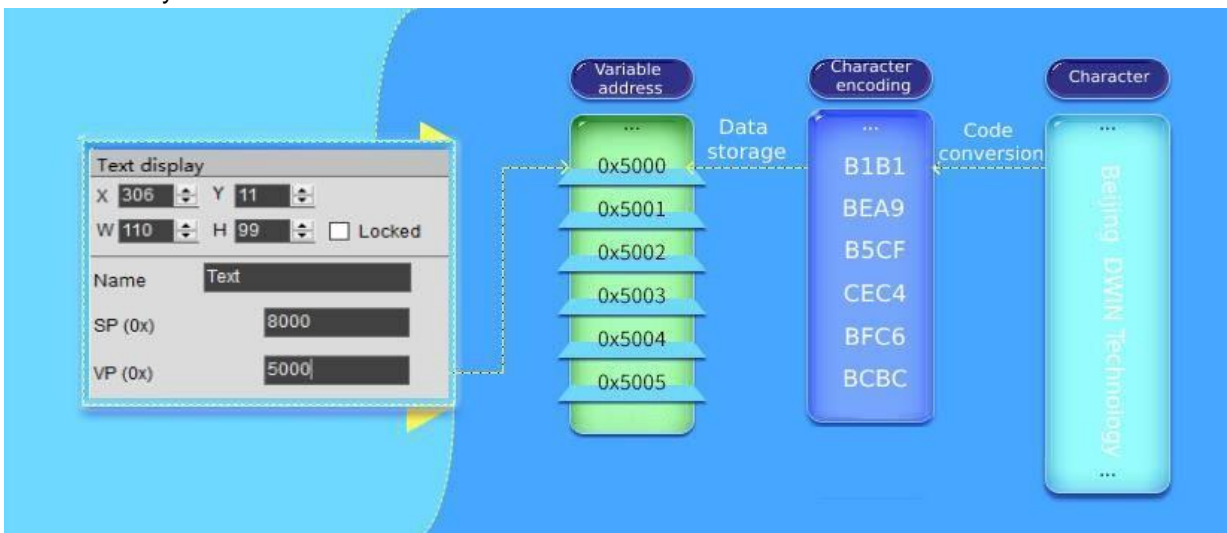 Variable
address
Character
encoding
Character
Text display
X 306 Y 11
W 110 H 99 Locked
Name Text
SP (0x) 8000
VP (0x) 5000
...
0x5000
0x5001
0x5002
0x5003
0x5004
0x5005
Data
storage
...
B1B1
BEA9
B5CF
CEC4
BFC6
BCBC
Code
conversion
...
Beijing DWIN Technology
...